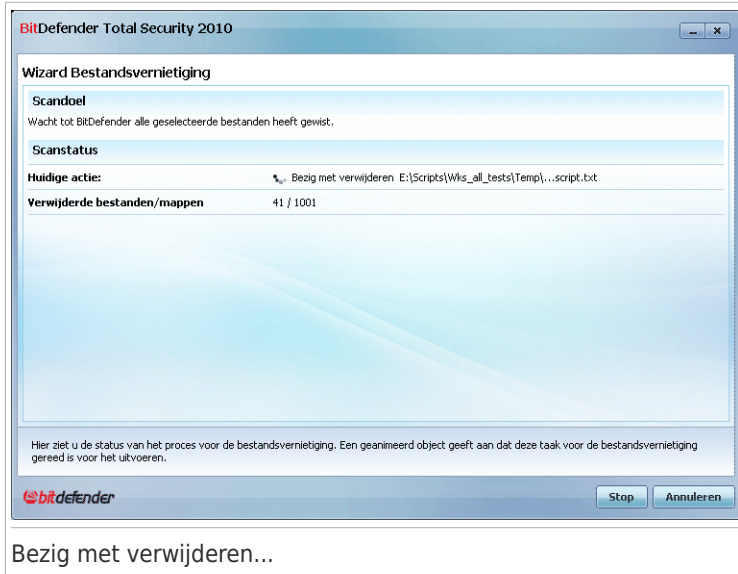 BitDefender Total Security 2010
Wizard Bestandsvernietiging
Scandoel
Wacht tot BitDefender alle geselecteerde bestanden heeft gewist.
Scanstatus
Huidige actie: Bezig met verwijderen E:\Scripts\Wks_all_tests\Temp\...script.txt
Verwijderde bestanden/mappen 41 / 1001
Hier ziet u de status van het proces voor de bestandsvernietiging. Een geanimeerd object geeft aan dat deze taak voor de bestandsvernietiging
gereed is voor het uitvoeren.
bitdefender Stop Annuleren
Bezig met verwijderen...